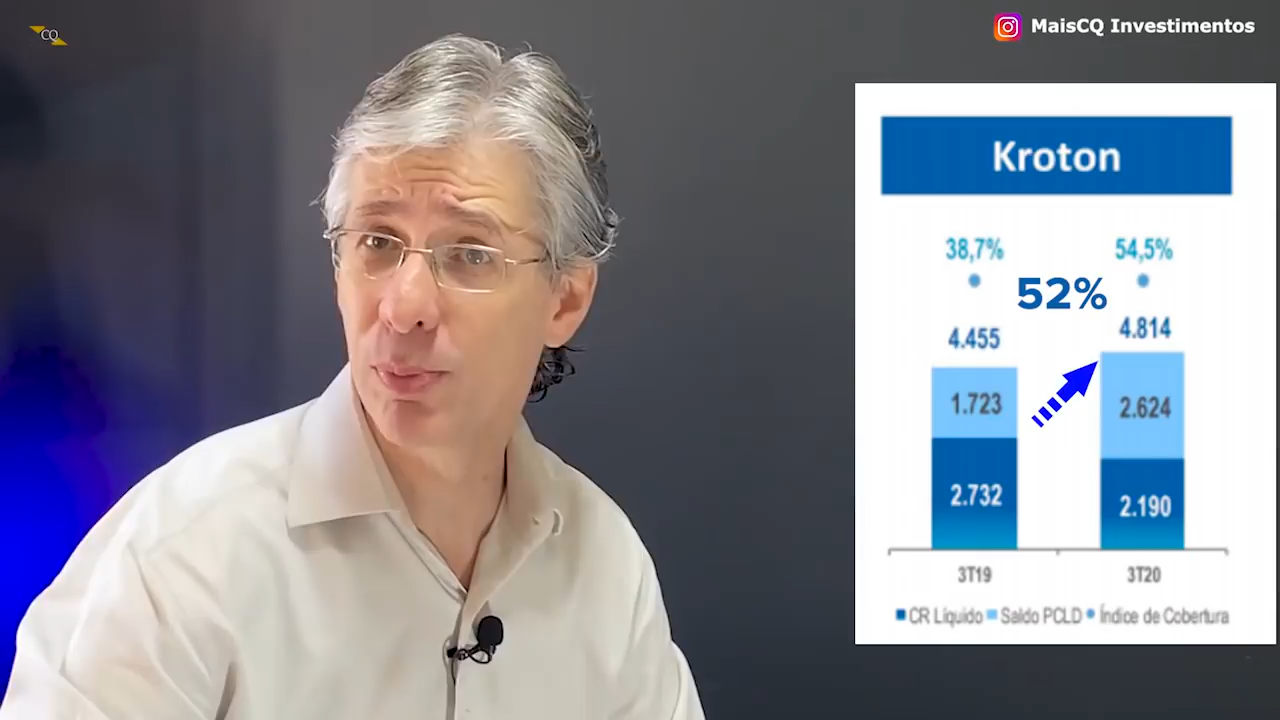 CQ
MaisCQ Investimentos
Kroton
38,7% 54,5%
52%
4.455 4.814
1.723 2.624
2.732 2.190
3T19 3T20
CR Líquido Saldo PCLD Índice de Cobertura